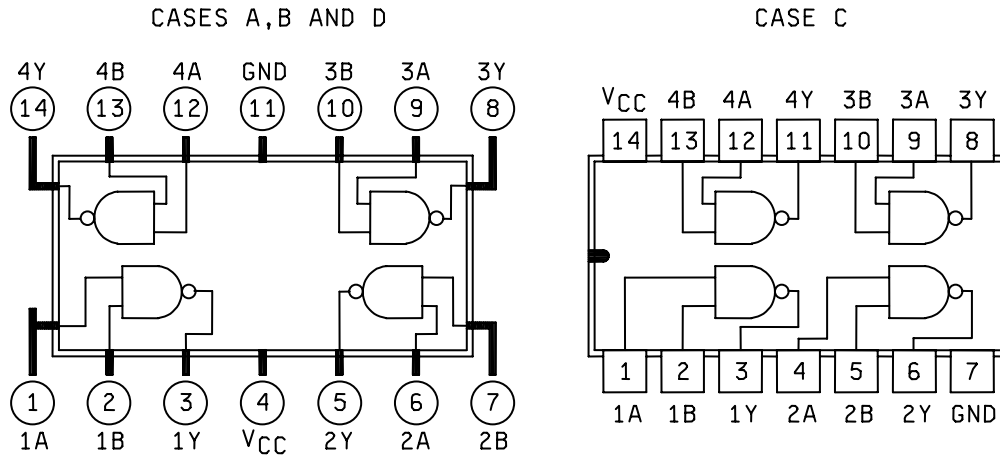 CASES A,B AND D
4Y 4B 4A GND 3B 3A 3Y
14 13 12 11 10 9 8
1 2 3 4 5 6 7
1A 1B 1Y VCC 2Y 2A 2B
CASE C
VCC 4B 4A 4Y 3B 3A 3Y
14 13 12 11 10 9 8
1 2 3 4 5 6 7
1A 1B 1Y 2A 2B 2Y GND